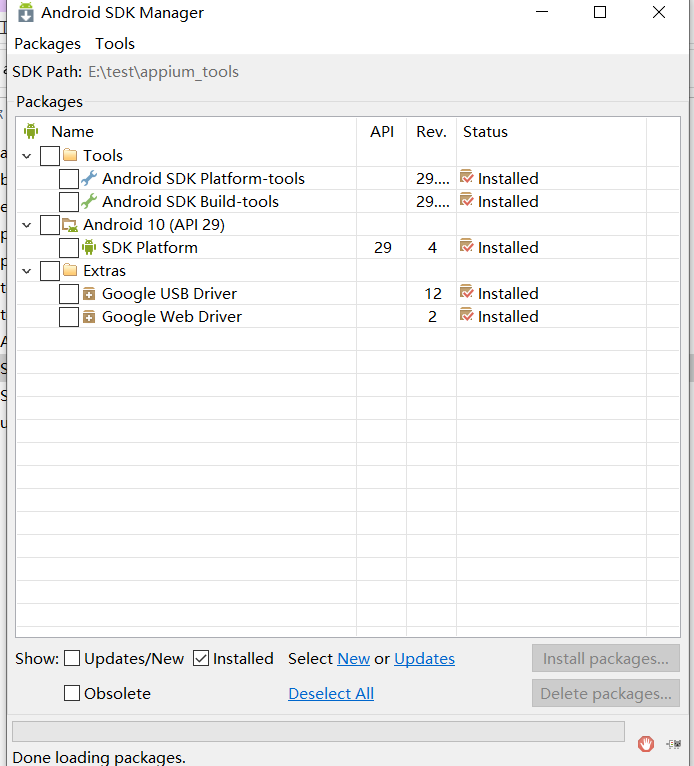 Android SDK Manager
Packages Tools
SDK Path: E:\test\appium_tools
Packages
Name API Rev. Status
Tools
Android SDK Platform-tools 29.... Installed
Android SDK Build-tools 29.... Installed
Android 10 (API 29)
SDK Platform 29 4 Installed
Extras
Google USB Driver 12 Installed
Google Web Driver 2 Installed
Show: Updates/New Installed Select New or Updates Install packages...
Obsolete Deselect All Delete packages...
Done loading packages.